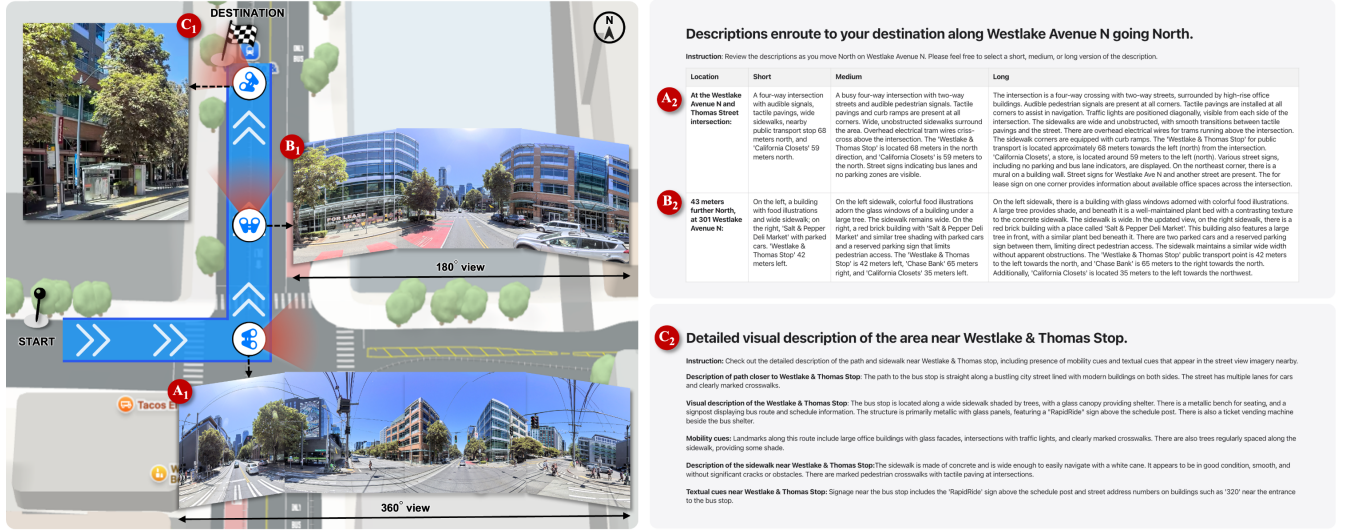 C1
DESTINATION
N
B1
FOR LEASE
180° view
START
A1
Tacos E
W
B
360° view
Descriptions enroute to your destination along Westlake Avenue N going North.
Instruction: Review the descriptions as you move North on Westlake Avenue N. Please feel free to select a short, medium, or long version of the description.
Location
Short
Medium
Long
A2
At the Westlake
Avenue N and
Thomas Street
intersection:
A four-way intersection
with audible signals,
tactile pavings, wide
sidewalks, nearby
public transport stop 68
meters north, and
'California Closets' 59
meters north.
A busy four-way intersection with two-way
streets and audible pedestrian signals. Tactile
pavings and curb ramps are present at all
corners. Wide, unobstructed sidewalks surround
the area. Overhead electrical tram wires criss-
cross above the intersection. The 'Westlake &
Thomas Stop' is located 68 meters in the north
direction, and 'California Closets' is 59 meters to
the north. Street signs indicating bus lanes and
no parking zones are visible.
The intersection is a four-way crossing with two-way streets, surrounded by high-rise office
buildings. Audible pedestrian signals are present at all corners. Tactile pavings are installed at all
corners to assist in navigation. Traffic lights are positioned diagonally, visible from each side of the
intersection. The sidewalks are wide and unobstructed, with smooth transitions between tactile
pavings and the street. There are overhead electrical wires for trams running above the intersection.
The sidewalk corners are equipped with curb ramps. The 'Westlake & Thomas Stop' for public
transport is located approximately 68 meters towards the left (north) from the intersection.
'California Closets', a store, is located around 59 meters to the left (north). Various street signs,
including no parking and bus lane indicators, are displayed. On the northeast corner, there is a
mural on a building wall. Street signs for Westlake Ave N and another street are present. The for
lease sign on one corner provides information about available office spaces across the intersection.
B2
43 meters
further North,
at 301 Westlake
Avenue N:
On the left, a building
with food illustrations
and wide sidewalk; on
the right, 'Salt & Pepper
Deli Market' with parked
cars. 'Westlake &
Thomas Stop' 42
meters left.
On the left sidewalk, colorful food illustrations
adorn the glass windows of a building under a
large tree. The sidewalk remains wide. On the
right, a red brick building with 'Salt & Pepper Deli
Market' and similar tree shading with parked cars
and a reserved parking sign that limits
pedestrian access. The 'Westlake & Thomas
Stop' is 42 meters left, 'Chase Bank' 65 meters
right, and 'California Closets' 35 meters left.
On the left sidewalk, there is a building with glass windows adorned with colorful food illustrations.
A large tree provides shade, and beneath it is a well-maintained plant bed with a contrasting texture
to the concrete sidewalk. The sidewalk is wide. In the updated view, on the right sidewalk, there is a
red brick building with a place called 'Salt & Pepper Deli Market'. This building also features a large
tree in front, with a similar plant bed beneath it. There are two parked cars and a reserved parking
sign between them, limiting direct pedestrian access. The sidewalk maintains a similar wide width
without apparent obstructions. The 'Westlake & Thomas Stop' public transport point is 42 meters
to the left towards the north, and 'Chase Bank' is 65 meters to the right towards the north.
Additionally, 'California Closets' is located 35 meters to the left towards the northwest.
C2
Detailed visual description of the area near Westlake & Thomas Stop.
Instruction: Check out the detailed description of the path and sidewalk near Westlake & Thomas stop, including presence of mobility cues and textual cues that appear in the street view imagery nearby.
Description of path closer to Westlake & Thomas Stop: The path to the bus stop is straight along a bustling city street lined with modern buildings on both sides. The street has multiple lanes for cars
and clearly marked crosswalks.
Visual description of the Westlake & Thomas Stop: The bus stop is located along a wide sidewalk shaded by trees, with a glass canopy providing shelter. There is a metallic bench for seating, and a
signpost displaying bus route and schedule information. The structure is primarily metallic with glass panels, featuring a "RapidRide" sign above the schedule post. There is also a ticket vending machine
beside the bus shelter.
Mobility cues: Landmarks along this route include large office buildings with glass facades, intersections with traffic lights, and clearly marked crosswalks. There are also trees regularly spaced along the
sidewalk, providing some shade.
Description of the sidewalk near Westlake & Thomas Stop:The sidewalk is made of concrete and is wide enough to easily navigate with a white cane. It appears to be in good condition, smooth, and
without significant cracks or obstacles. There are marked pedestrian crosswalks with tactile paving at intersections.
Textual cues near Westlake & Thomas Stop: Signage near the bus stop includes the 'RapidRide' sign above the schedule post and street address numbers on buildings such as '320' near the entrance
to the bus stop.